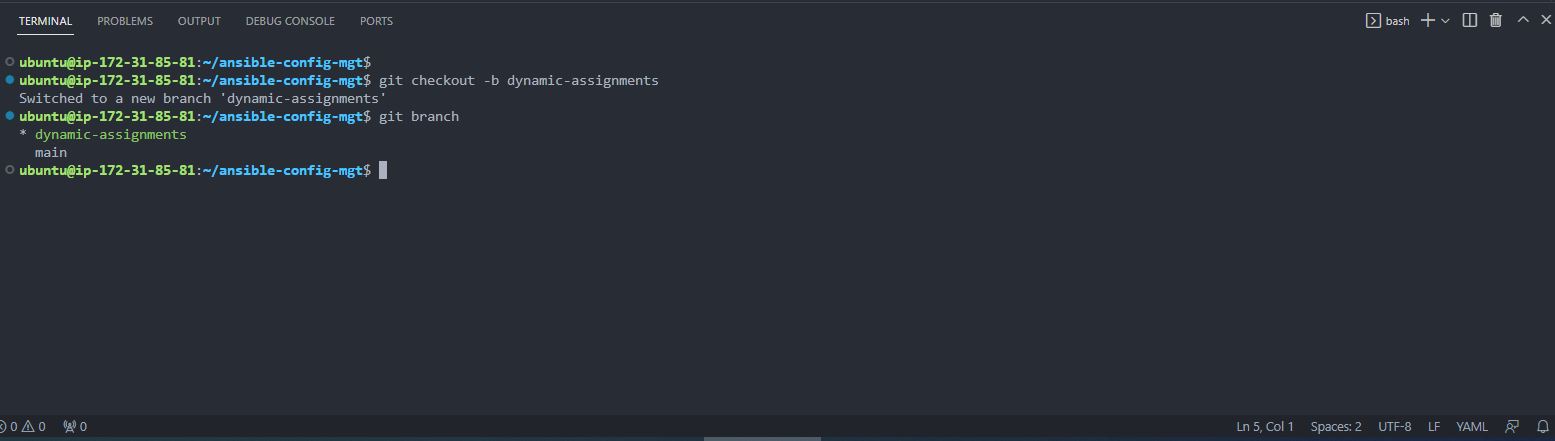 TERMINAL PROBLEMS OUTPUT DEBUG CONSOLE PORTS bash
ubuntu@ip-172-31-85-81:~/ansible-config-mgt$
ubuntu@ip-172-31-85-81:~/ansible-config-mgt$ git checkout -b dynamic-assignments
Switched to a new branch 'dynamic-assignments'
ubuntu@ip-172-31-85-81:~/ansible-config-mgt$ git branch
* dynamic-assignments
main
ubuntu@ip-172-31-85-81:~/ansible-config-mgt$
0 0 0 Ln 5, Col 1 Spaces: 2 UTF-8 LF YAML